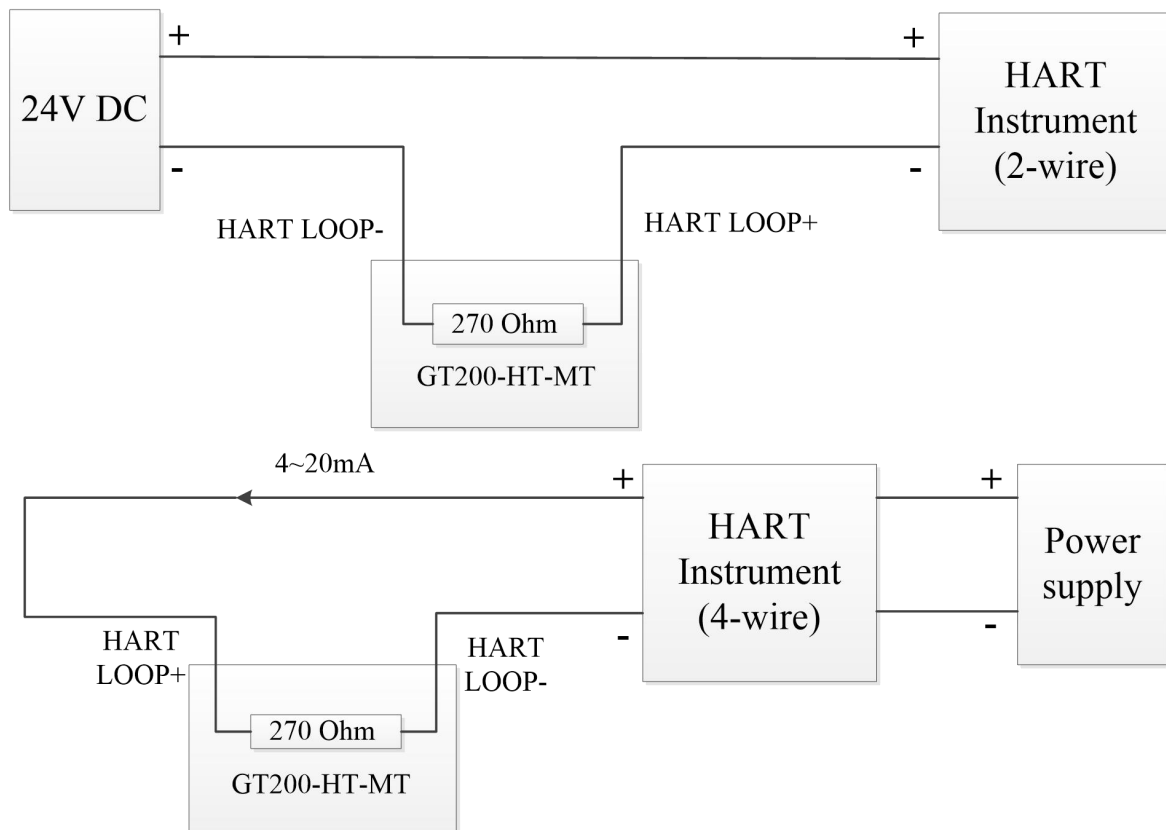 +
+
24V DC
HART
Instrument
(2-wire)
-
-
HART LOOP-
HART LOOP+
270 Ohm
GT200-HT-MT
4~20mA
+
+
HART
Instrument
(4-wire)
Power
supply
-
-
HART
LOOP+
HART
LOOP-
270 Ohm
GT200-HT-MT